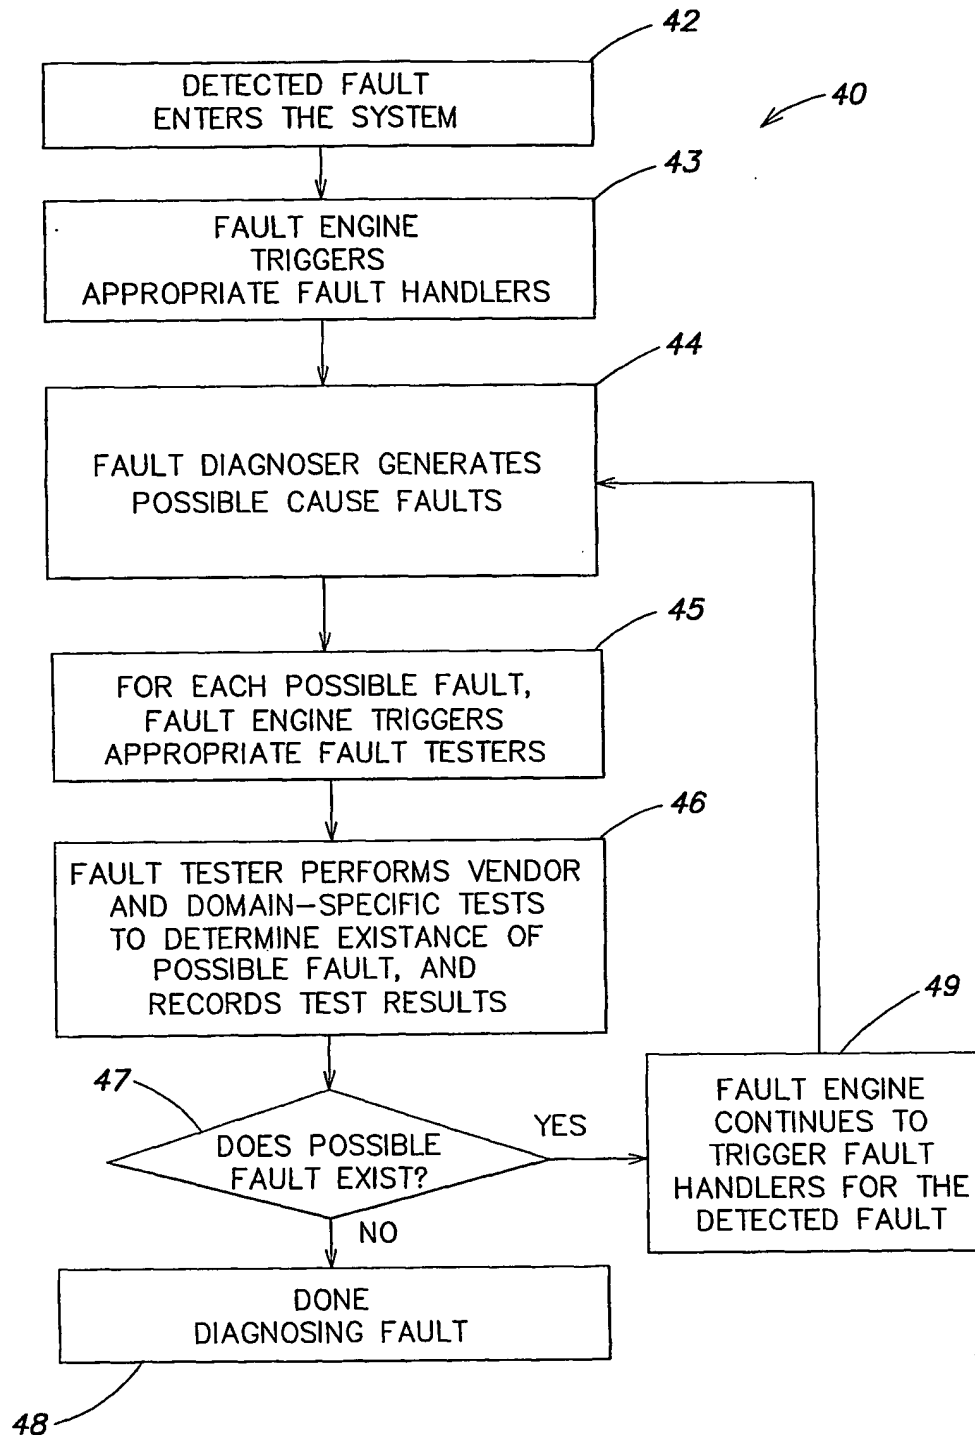 42
DETECTED FAULT
ENTERS THE SYSTEM
40
43
FAULT ENGINE
TRIGGERS
APPROPRIATE FAULT HANDLERS
44
FAULT DIAGNOSER GENERATES
POSSIBLE CAUSE FAULTS
45
FOR EACH POSSIBLE FAULT,
FAULT ENGINE TRIGGERS
APPROPRIATE FAULT TESTERS
46
FAULT TESTER PERFORMS VENDOR
AND DOMAIN-SPECIFIC TESTS
TO DETERMINE EXISTANCE OF
POSSIBLE FAULT, AND
RECORDS TEST RESULTS
47
DOES POSSIBLE
FAULT EXIST?
YES
49
FAULT ENGINE
CONTINUES TO
TRIGGER FAULT
HANDLERS FOR THE
DETECTED FAULT
NO
DONE
DIAGNOSING FAULT
48